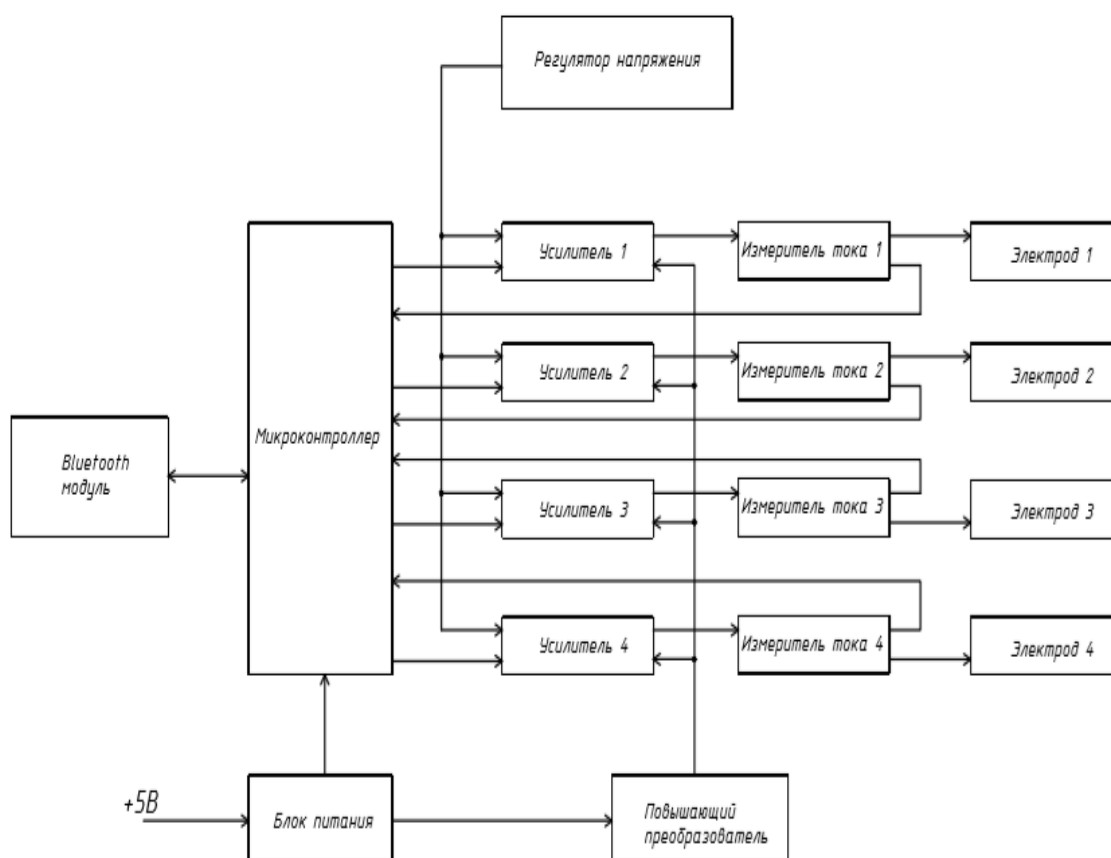 Регулятор напряжения
Усилитель 1
Измеритель тока 1
Электрод 1
Усилитель 2
Измеритель тока 2
Электрод 2
Микроконтроллер
Bluetooth
модуль
Усилитель 3
Измеритель тока 3
Электрод 3
Усилитель 4
Измеритель тока 4
Электрод 4
+5В
Блок питания
Повышающий
преобразователь